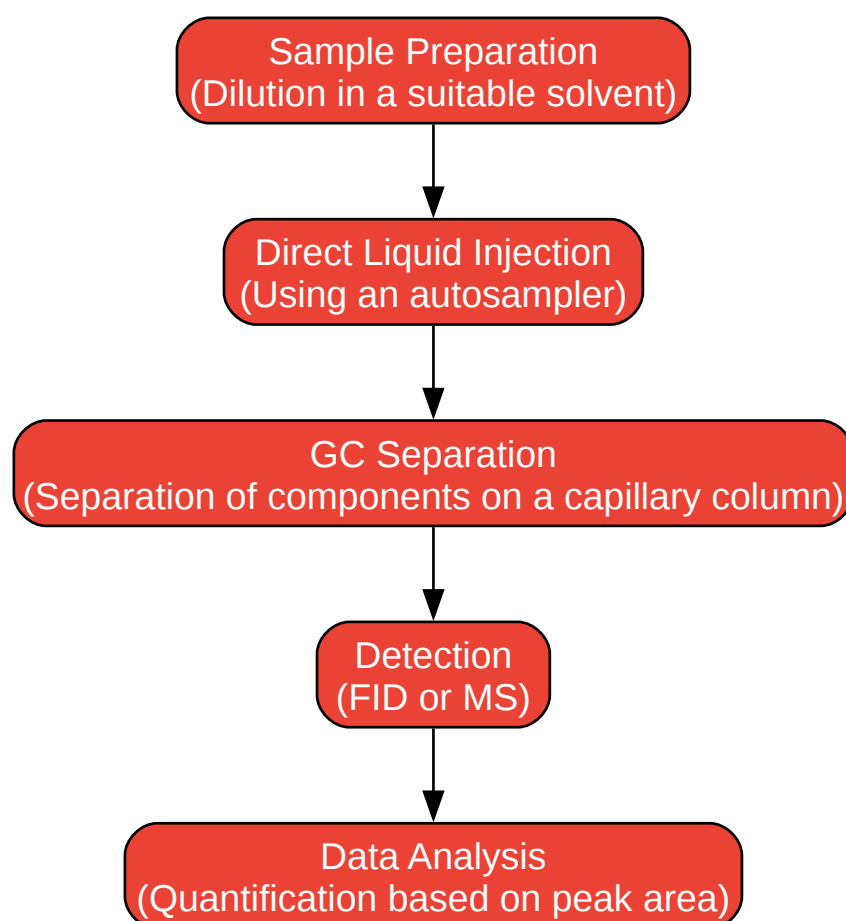 Sample Preparation
(Dilution in a suitable solvent)
Direct Liquid Injection
(Using an autosampler)
GC Separation
(Separation of components on a capillary column)
Detection
(FID or MS)
Data Analysis
(Quantification based on peak area)